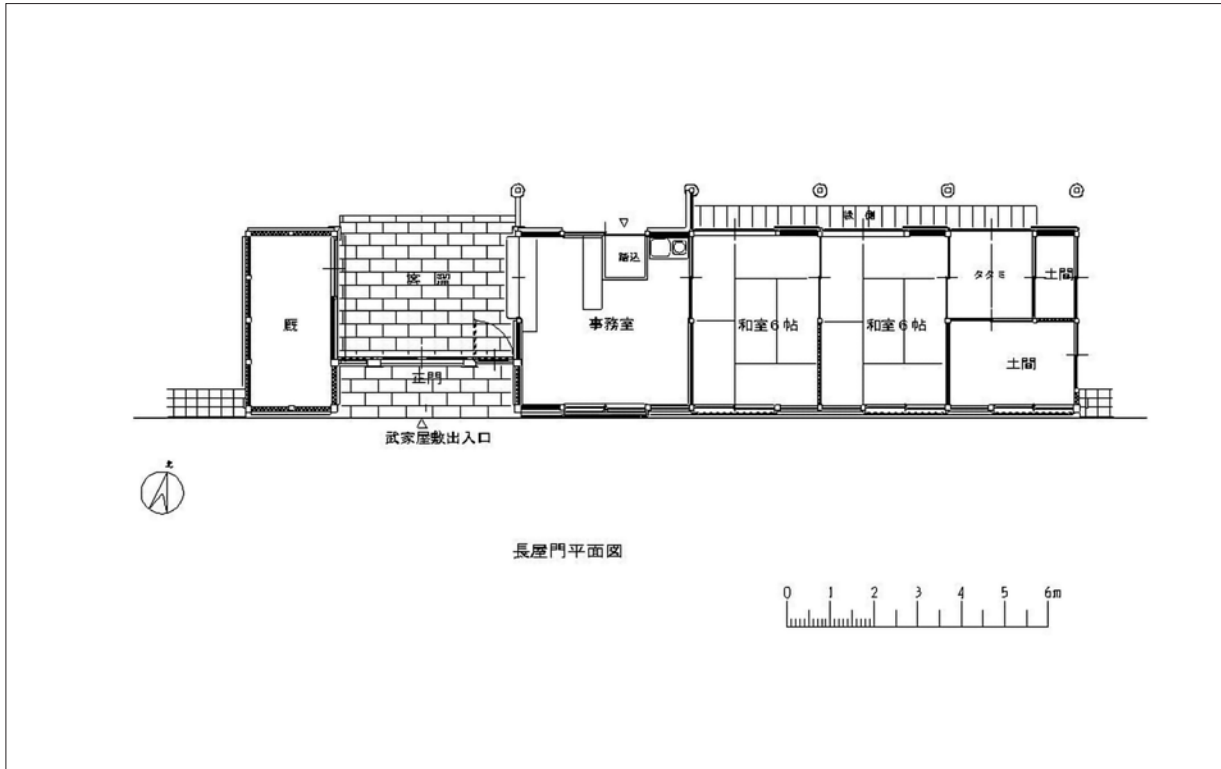 縁側
踏込
タタミ
土間
厩
事務室
和室6帖
和室6帖
土間
正門
武家屋敷出入口
北
長屋門平面図
0 1 2 3 4 5 6m